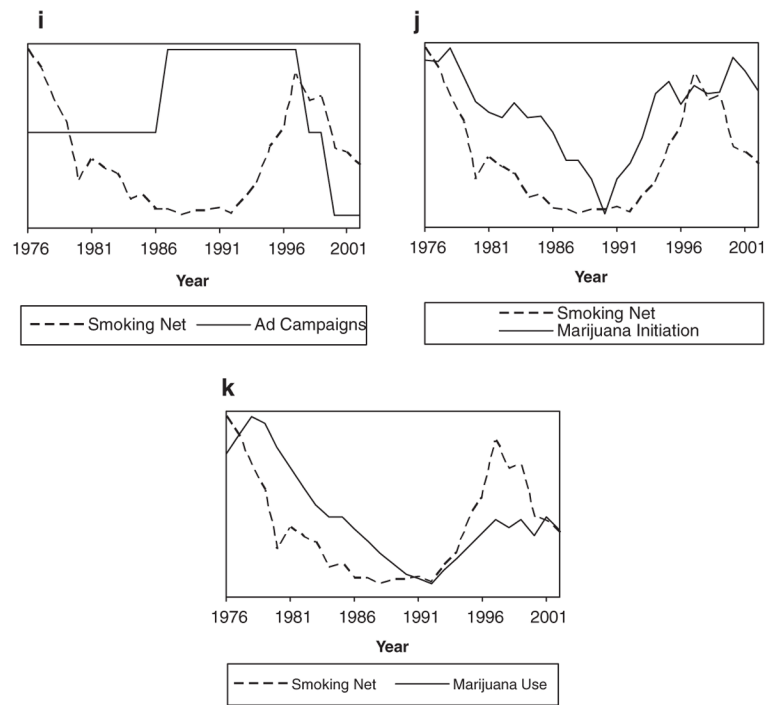 i
1976 1981 1986 1991 1996 2001
Year
Smoking Net Ad Campaigns
j
1976 1981 1986 1991 1996 2001
Year
Smoking Net
Marijuana Initiation
k
1976 1981 1986 1991 1996 2001
Year
Smoking Net Marijuana Use